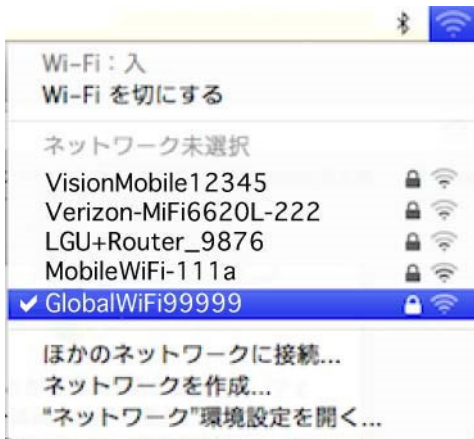 Wi-Fi：入
Wi-Fi を切にする
ネットワーク未選択
VisionMobile12345
Verizon-MiFi6620L-222
LGU+Router_9876
MobileWiFi-111a
✓ GlobalWiFi99999
ほかのネットワークに接続...
ネットワークを作成...
“ネットワーク”環境設定を開く...